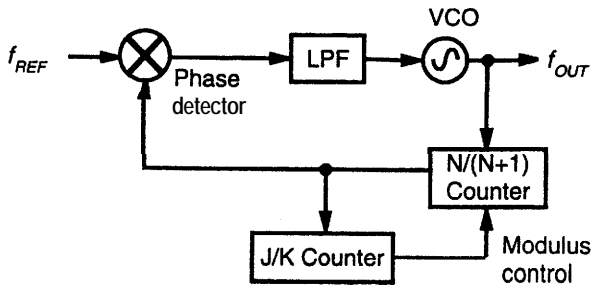 VCO
f_REF
LPF
f_OUT
Phase
detector
N/(N+1)
Counter
J/K Counter
Modulus
control